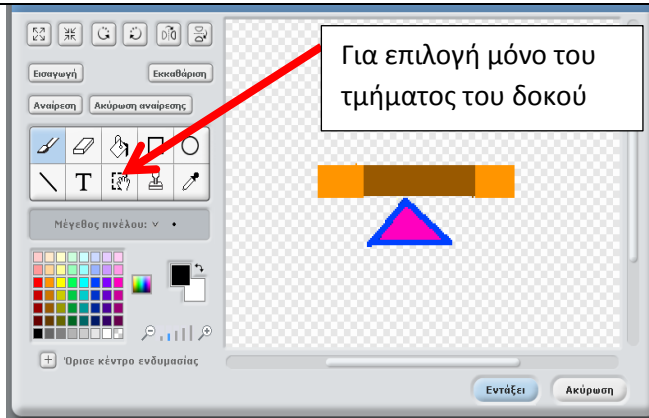 Για επιλογή μόνο του
τμήματος του δοκού
Εισαγωγή
Εκκαθάριση
Αναίρεση
Ακύρωση αναίρεσης
T
Μέγεθος πινέλου:
Όρισε κέντρο ενδυμασίας
Εντάξει
Ακύρωση